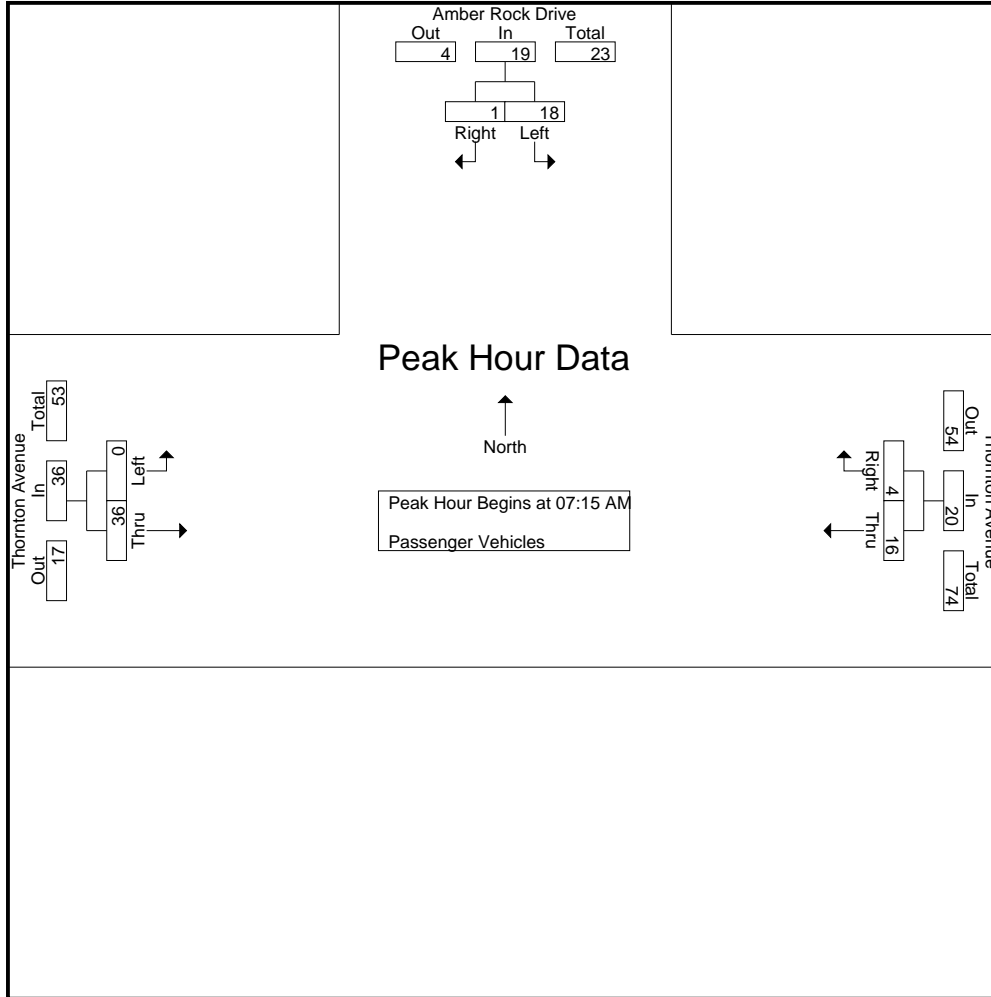 Amber Rock Drive
Out In Total
4 19 23
1 18
Right Left
Peak Hour Data
North
Peak Hour Begins at 07:15 AM
Passenger Vehicles
Thornton Avenue
Total In Out
53 36 17
0 36
Left Thru
Thornton Avenue
Out In Total
54 20 74
Right Thru
4 16